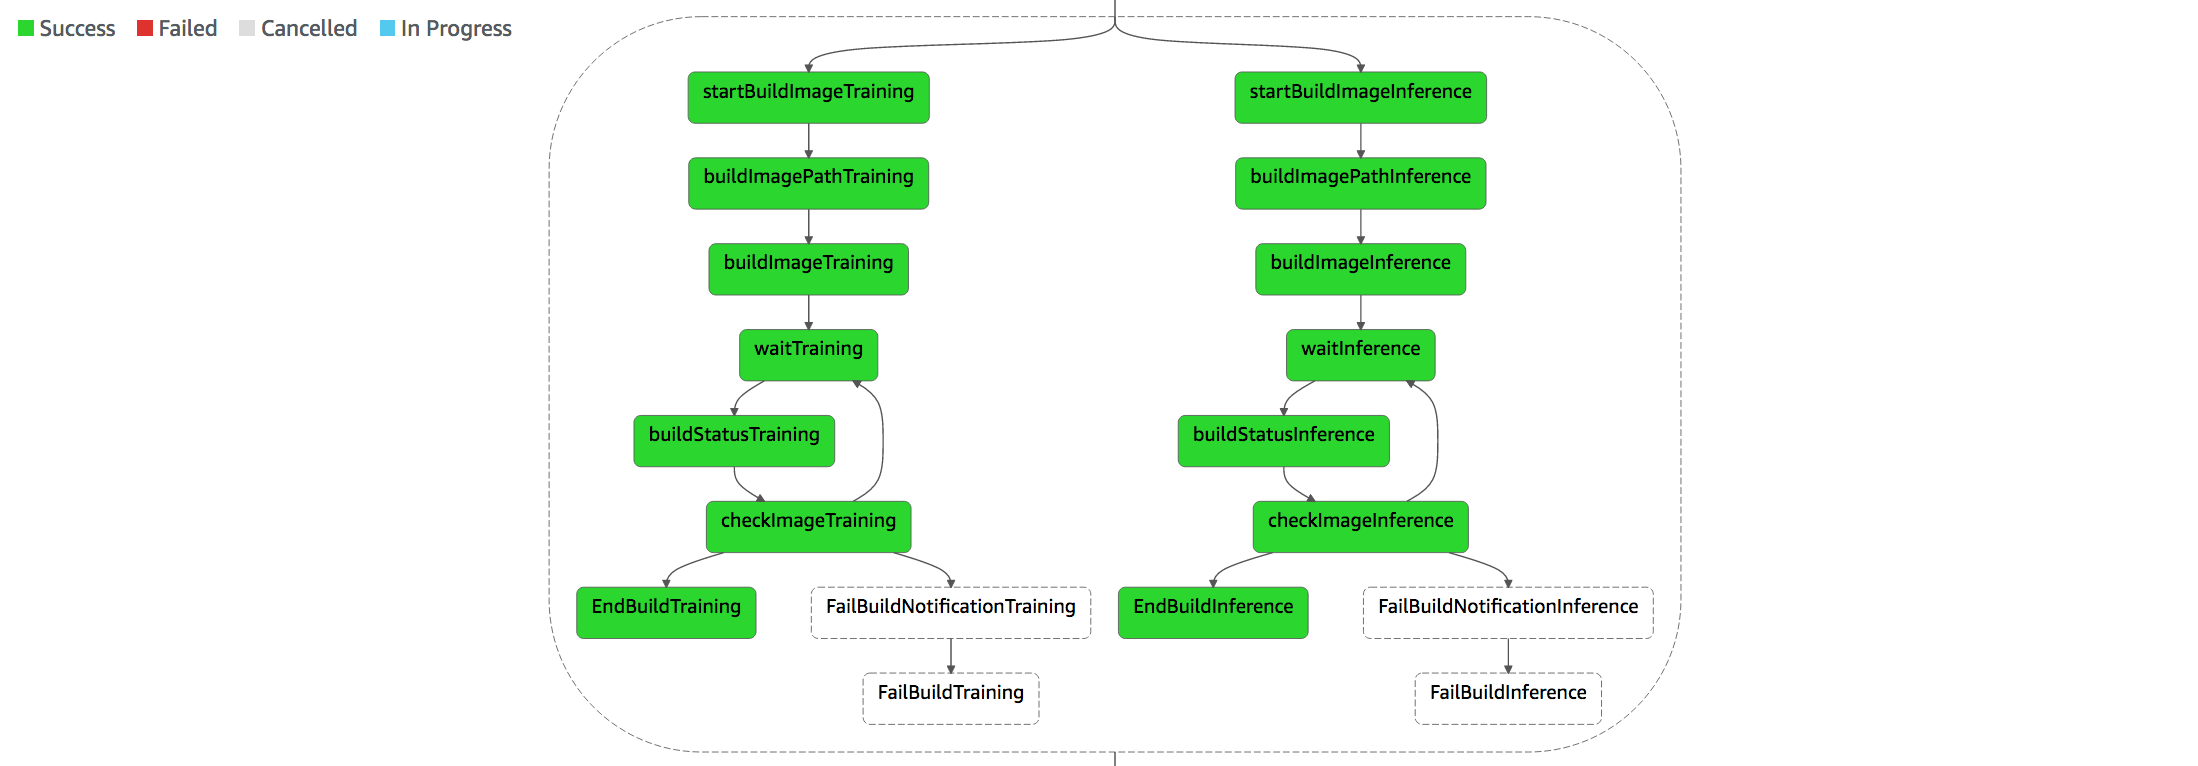 Success Failed Cancelled In Progress
startBuildImageTraining startBuildImageInference
buildImagePathTraining buildImagePathInference
buildImageTraining buildImageInference
waitTraining waitInference
buildStatusTraining buildStatusInference
checkImageTraining checkImageInference
EndBuildTraining FailBuildNotificationTraining EndBuildInference FailBuildNotificationInference
FailBuildTraining FailBuildInference